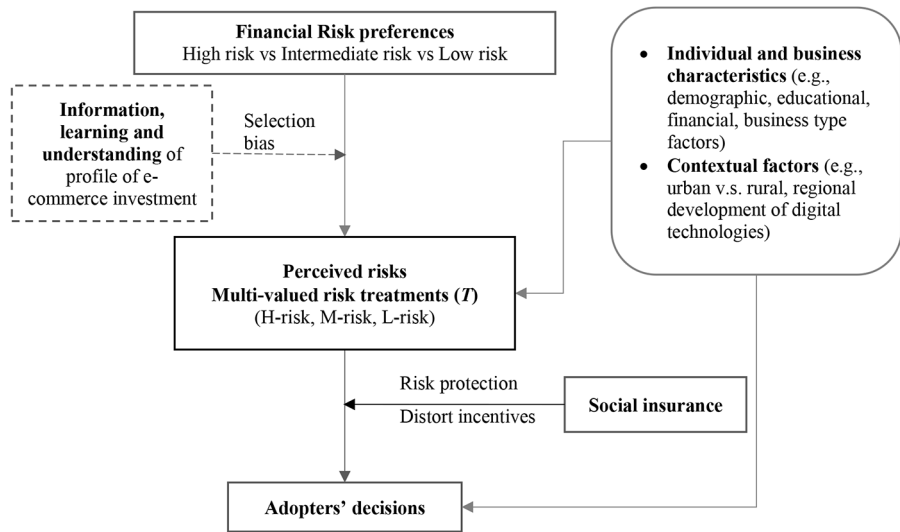 Financial Risk preferences
High risk vs Intermediate risk vs Low risk
Information,
learning and
understanding of
profile of e-
commerce investment
Selection
bias
• Individual and business
characteristics (e.g.,
demographic, educational,
financial, business type
factors)
• Contextual factors (e.g.,
urban v.s. rural, regional
development of digital
technologies)
Perceived risks
Multi-valued risk treatments (T)
(H-risk, M-risk, L-risk)
Risk protection
Distort incentives
Social insurance
Adopters' decisions